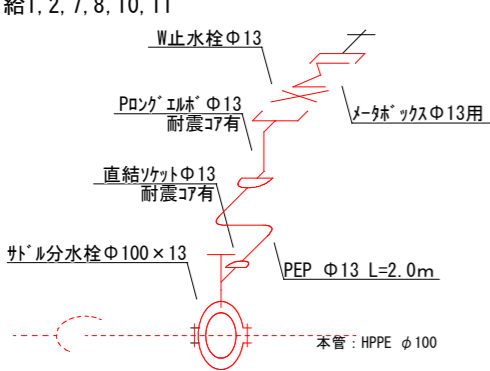 給1, 2, 7, 8, 10, 11
W止水栓Φ13
Pロングエルボ Φ13
耐震コア有
メータボックスΦ13用
直結ソケットΦ13
耐震コア有
サドル分水栓Φ100×13
PEP Φ13 L=2.0m
本管：HPPE φ100